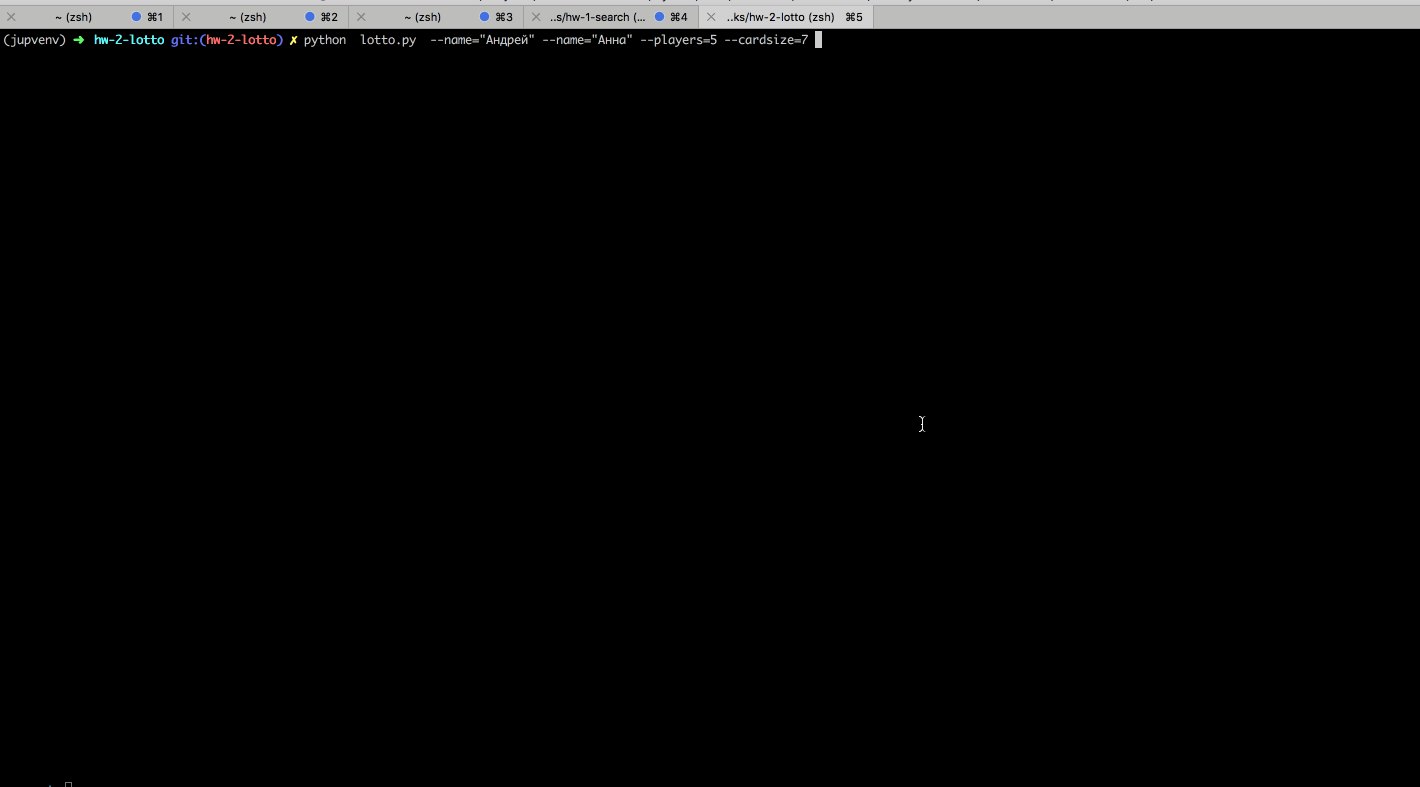 ~ (zsh) ⌘1 ~ (zsh) ⌘2 ~ (zsh) ⌘3 ..s/hw-1-search (... ⌘4 ..ks/hw-2-lotto (zsh) ⌘5
(jupvenv) ➜ hw-2-lotto git:(hw-2-lotto) ✗ python  lotto.py  --name="Андрей" --name="Анна" --players=5 --cardsize=7